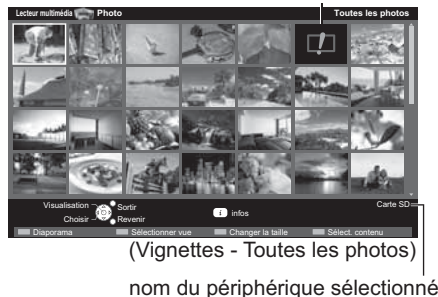 Lecteur multimédia Photo Toutes les photos
Visualisation Sortir
Choisir Revenir
i infos
Carte SD
Diaporama Sélectionner vue Changer la taille Sélect. contenu
(Vignettes - Toutes les photos)
nom du périphérique sélectionné